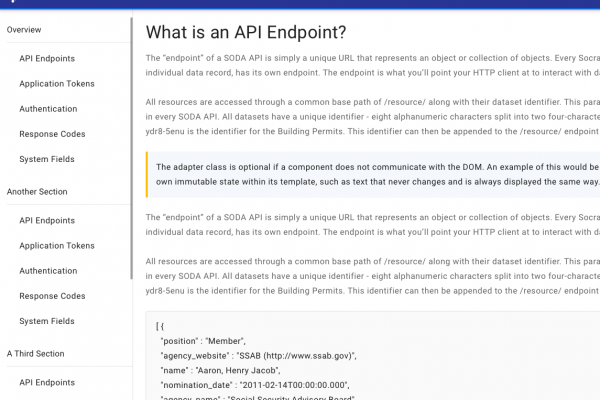 Overview
API Endpoints
Application Tokens
Authentication
Response Codes
System Fields
Another Section
API Endpoints
Application Tokens
Authentication
Response Codes
System Fields
A Third Section
API Endpoints
What is an API Endpoint?
The “endpoint” of a SODA API is simply a unique URL that represents an object or collection of objects. Every Socra
individual data record, has its own endpoint. The endpoint is what you'll point your HTTP client at to interact with da
All resources are accessed through a common base path of /resource/ along with their dataset identifier. This para
in every SODA API. All datasets have a unique identifier - eight alphanumeric characters split into two four-characte
ydr8-5enu is the identifier for the Building Permits. This identifier can then be appended to the /resource/ endpoint
The adapter class is optional if a component does not communicate with the DOM. An example of this would be
own immutable state within its template, such as text that never changes and is always displayed the same way.
The “endpoint” of a SODA API is simply a unique URL that represents an object or collection of objects. Every Socra
individual data record, has its own endpoint. The endpoint is what you'll point your HTTP client at to interact with da
All resources are accessed through a common base path of /resource/ along with their dataset identifier. This para
in every SODA API. All datasets have a unique identifier - eight alphanumeric characters split into two four-characte
ydr8-5enu is the identifier for the Building Permits. This identifier can then be appended to the /resource/ endpoint
[ {
"position" : "Member",
"agency_website" : "SSAB (http://www.ssab.gov)",
"name" : "Aaron, Henry Jacob",
"nomination_date" : "2011-02-14T00:00:00.000",
"agency_name" : "Social Security Advisory Board"